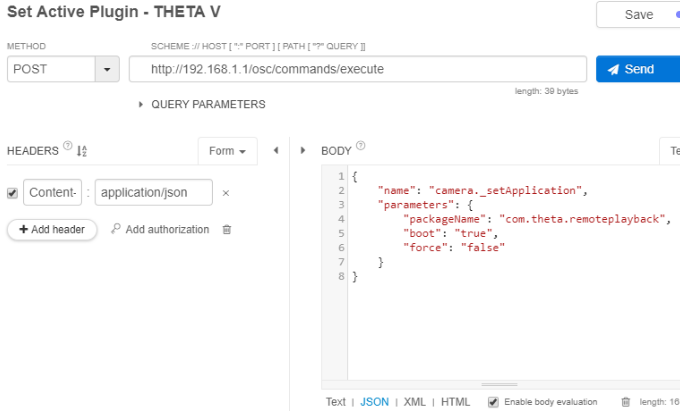 Set Active Plugin - THETA V
Save
METHOD
SCHEME :// HOST [ ":" PORT ] [ PATH [ "?" QUERY ]]
POST
http://192.168.1.1/osc/commands/execute
Send
length: 39 bytes
QUERY PARAMETERS
HEADERS
Form
BODY
Content-
:
application/json
×
+ Add header
Add authorization
1 {
2 "name": "camera._setApplication",
3 "parameters": {
4 "packageName": "com.theta.remoteplayback",
5 "boot": "true",
6 "force": "false"
7 }
8 }
Text | JSON | XML | HTML
Enable body evaluation
length: 16